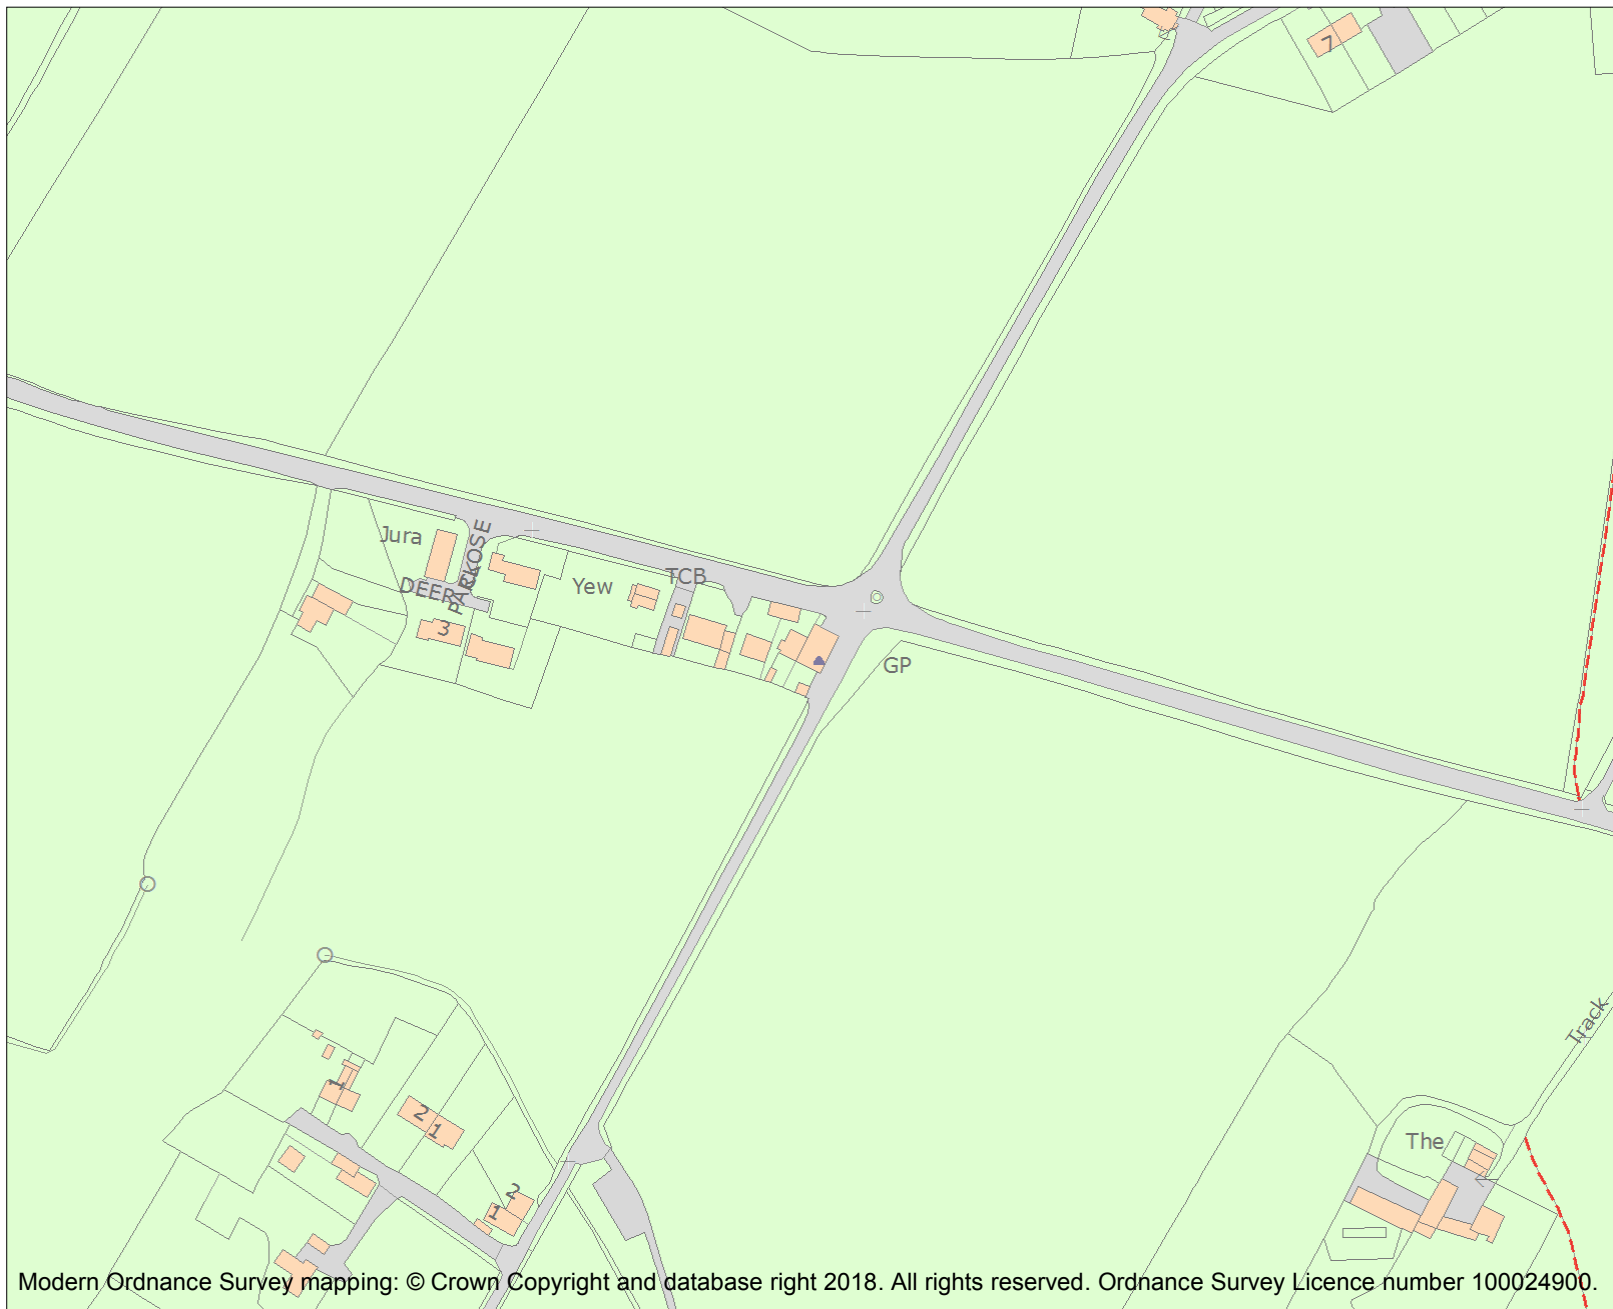 7
Jura
DEER
PARK
CLOSE
3
Yew
TCB
GP
Track
1
2
1
2
1
The
Modern Ordnance Survey mapping: © Crown Copyright and database right 2018. All rights reserved. Ordnance Survey Licence number 100024900.